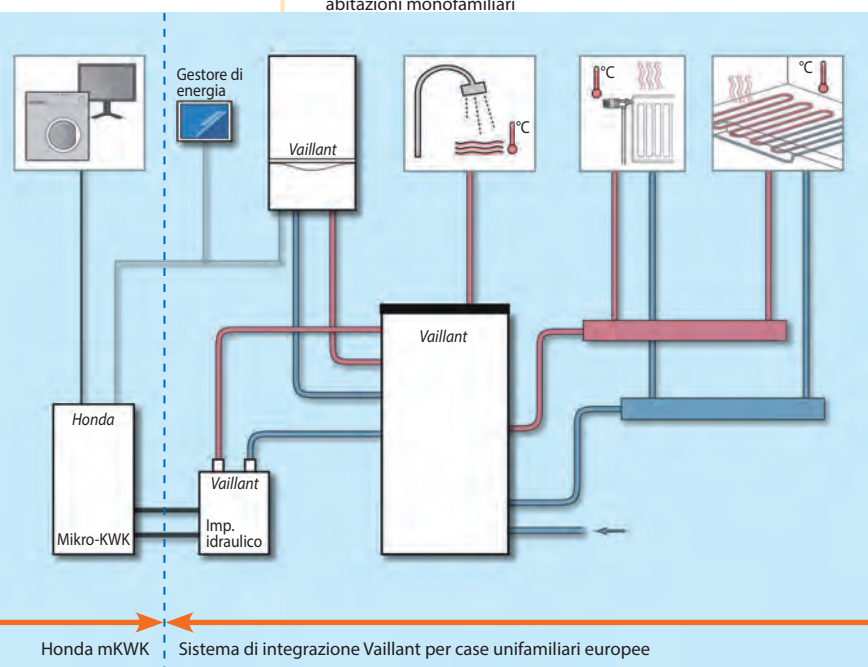 abitazioni monofamiliari
Gestore di
energia
Vaillant
°C
°C
°C
Vaillant
Honda
Mikro-KWK
Vaillant
Imp.
idraulico
Honda mKWK
Sistema di integrazione Vaillant per case unifamiliari europee